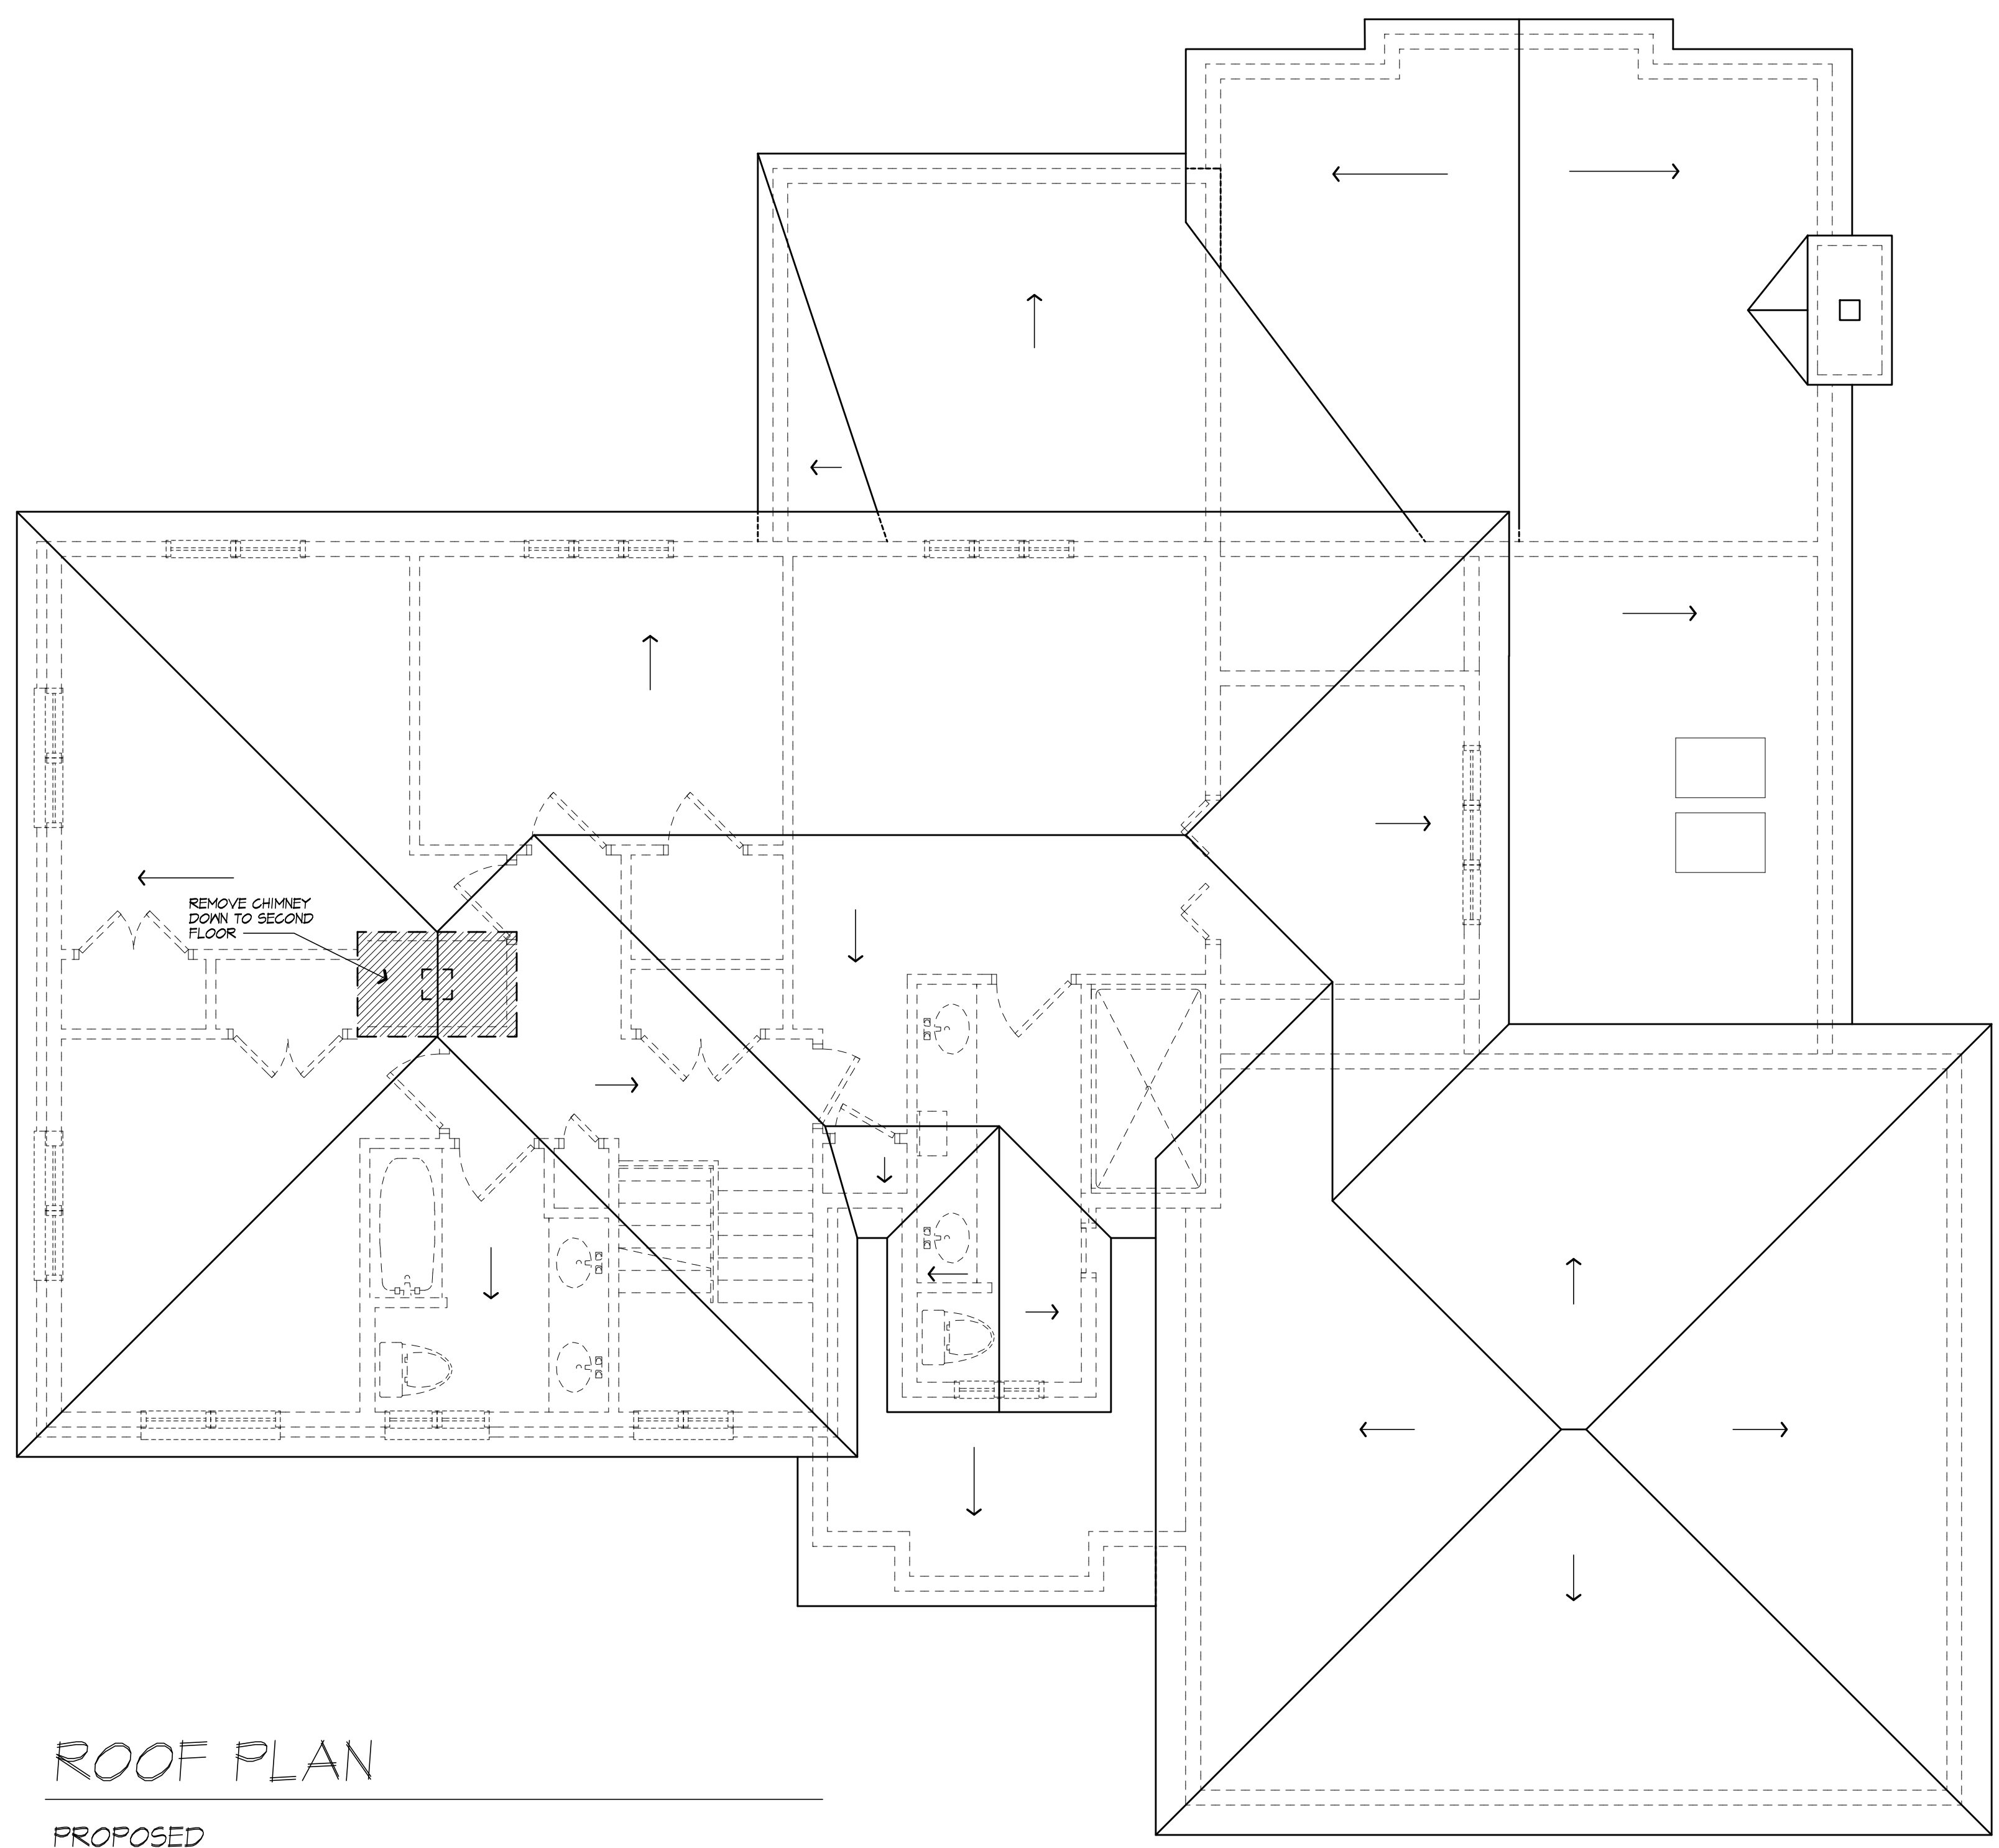 REMOVE CHIMNEY
DOWN TO SECOND
FLOOR
ROOF PLAN
PROPOSED